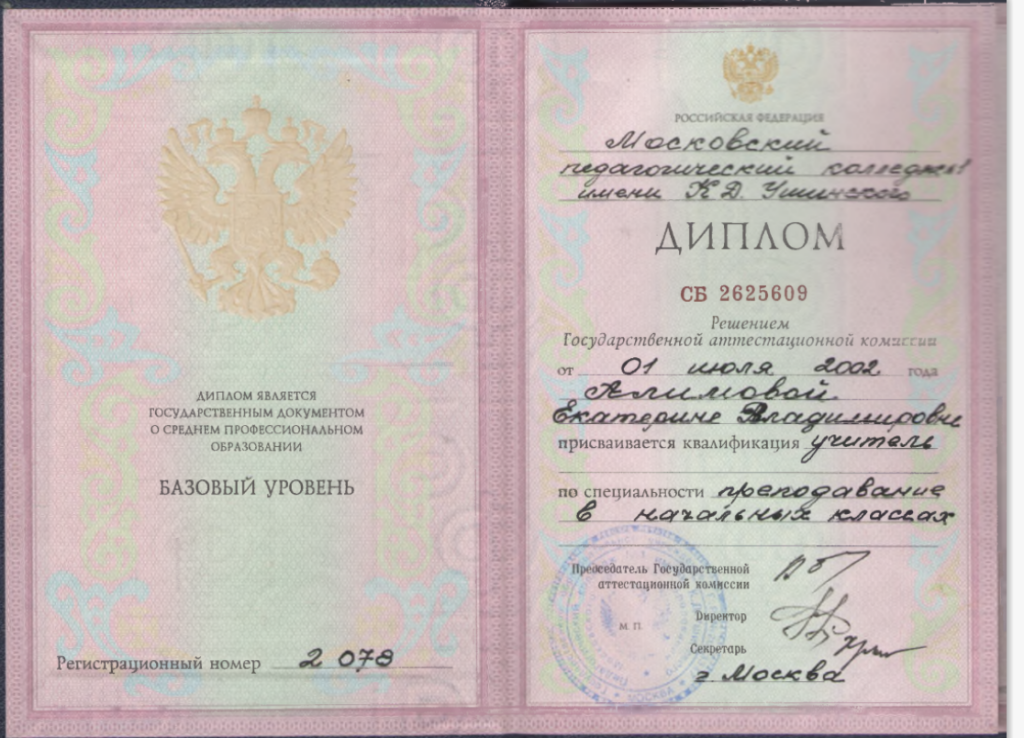 ДИПЛОМ ЯВЛЯЕТСЯ
ГОСУДАРСТВЕННЫМ ДОКУМЕНТОМ
О СРЕДНЕМ ПРОФЕССИОНАЛЬНОМ
ОБРАЗОВАНИИ
БАЗОВЫЙ УРОВЕНЬ
Регистрационный номер 2 078
РОССИЙСКАЯ ФЕДЕРАЦИЯ
Московский
педагогический колледж
имени К.Д. Ушинского
ДИПЛОМ
СБ 2625609
Решением
Государственной аттестационной комиссии
от 01 июля 2002 года
Алимовой
Екатерине Владимировне
присваивается квалификация учитель
по специальности преподавание
в начальных классах
Председатель Государственной
аттестационной комиссии
Директор
М.П.
Секретарь
г. Москва